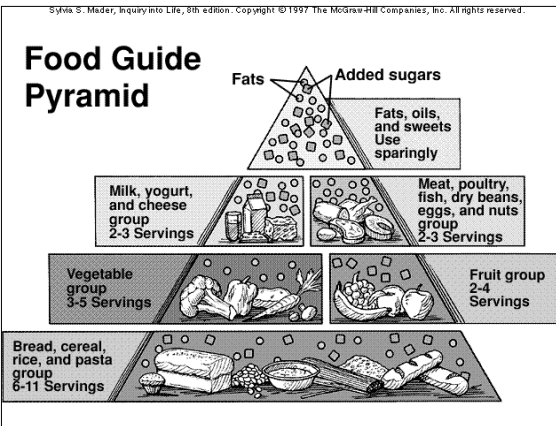 Sylvia S. Mader, Inquiry into Life, 8th edition. Copyright © 1997 The McGraw-Hill Companies, Inc. All rights reserved.
Food Guide
Pyramid
Fats
Added sugars
Fats, oils,
and sweets
Use
sparingly
Milk, yogurt,
and cheese
group
2-3 Servings
Meat, poultry,
fish, dry beans,
eggs, and nuts
group
2-3 Servings
Vegetable
group
3-5 Servings
Fruit group
2-4
Servings
Bread, cereal,
rice, and pasta
group
6-11 Servings